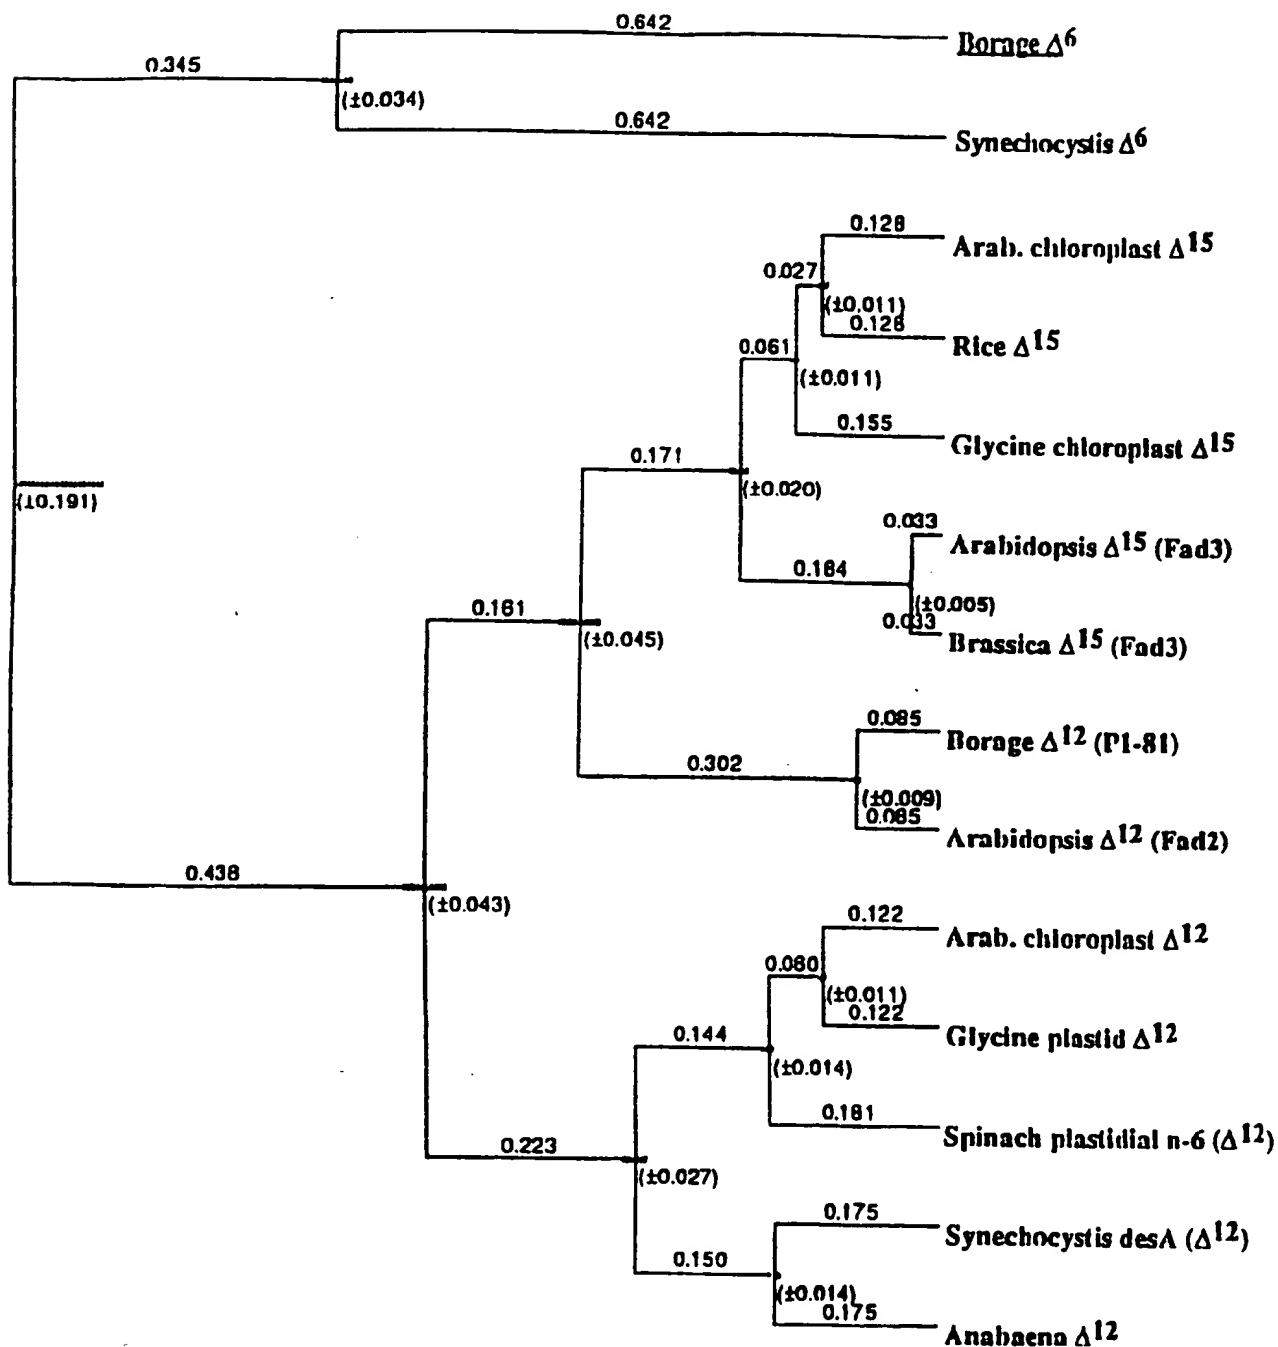 0.642
Borage Δ6
0.345
(±0.034)
0.642
Synechocystis Δ6
0.128
Arab. chloroplast Δ15
0.027
(±0.011)
0.128
Rice Δ15
0.061
(±0.011)
0.155
Glycine chloroplast Δ15
0.171
(±0.020)
(±0.191)
0.033
Arabidopsis Δ15 (Fad3)
0.184
(±0.005)
0.161
0.033
(±0.045)
Brassica Δ15 (Fad3)
0.085
Borage Δ12 (P1-81)
0.302
(±0.009)
0.085
Arabidopsis Δ12 (Fad2)
0.438
(±0.043)
0.122
Arab. chloroplast Δ12
0.060
(±0.011)
0.122
Glycine plastid Δ12
0.144
(±0.014)
0.181
Spinach plastidial n-6 (Δ12)
0.223
(±0.027)
0.175
Synechocystis desA (Δ12)
0.150
(±0.014)
0.175
Anabaena Δ12